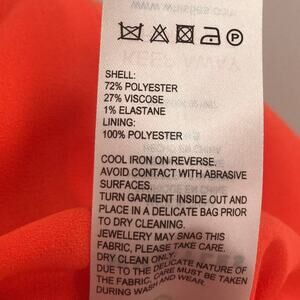 KEEP AWAY
SHELL:
72% POLYESTER
27% VISCOSE
1% ELASTANE
LINING:
100% POLYESTER
COOL IRON ON REVERSE.
AVOID CONTACT WITH ABRASIVE
SURFACES.
TURN GARMENT INSIDE OUT AND
PLACE IN A DELICATE BAG PRIOR
TO DRY CLEANING.
JEWELLERY MAY SNAG THIS
FABRIC, PLEASE TAKE CARE.
DRY CLEAN ONLY.
DUE TO THE DELICATE NATURE OF
THE FABRIC, CARE MUST BE TAKEN
DURING WASH AND WEAR.